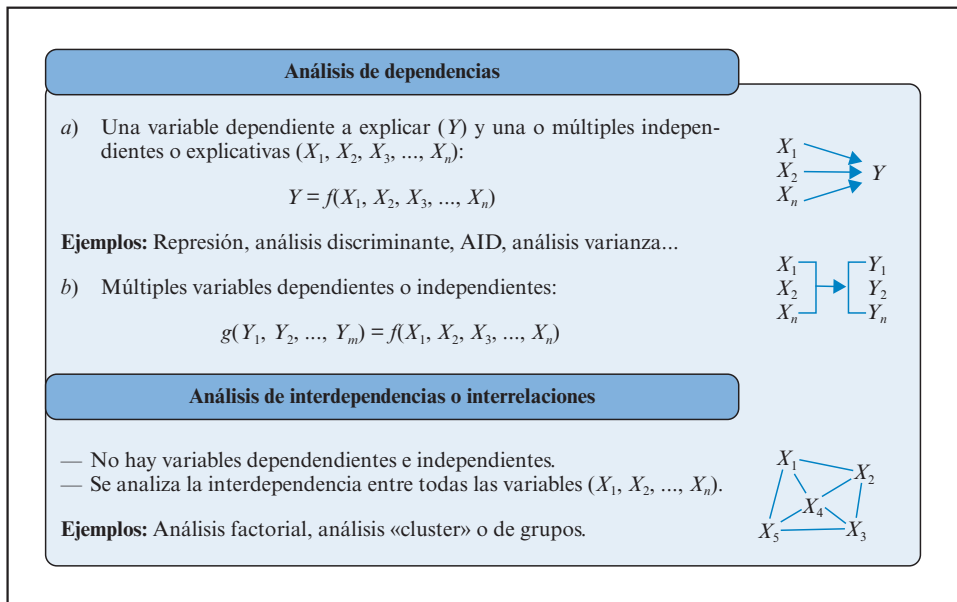 Análisis de dependencias
a) Una variable dependiente a explicar (Y) y una o múltiples indepen-
dientes o explicativas (X₁, X₂, X₃, ..., Xₙ):
Y = f(X₁, X₂, X₃, ..., Xₙ)
X₁
X₂
Xₙ
Y
Ejemplos: Represión, análisis discriminante, AID, análisis varianza...
b) Múltiples variables dependientes o independientes:
g(Y₁, Y₂, ..., Yₘ) = f(X₁, X₂, X₃, ..., Xₙ)
X₁ Y₁
X₂ Y₂
Xₙ Yₙ
Análisis de interdependencias o interrelaciones
— No hay variables dependendientes e independientes.
— Se analiza la interdependencia entre todas las variables (X₁, X₂, ..., Xₙ).
Ejemplos: Análisis factorial, análisis «cluster» o de grupos.
X₁
X₂
X₄
X₅ X₃